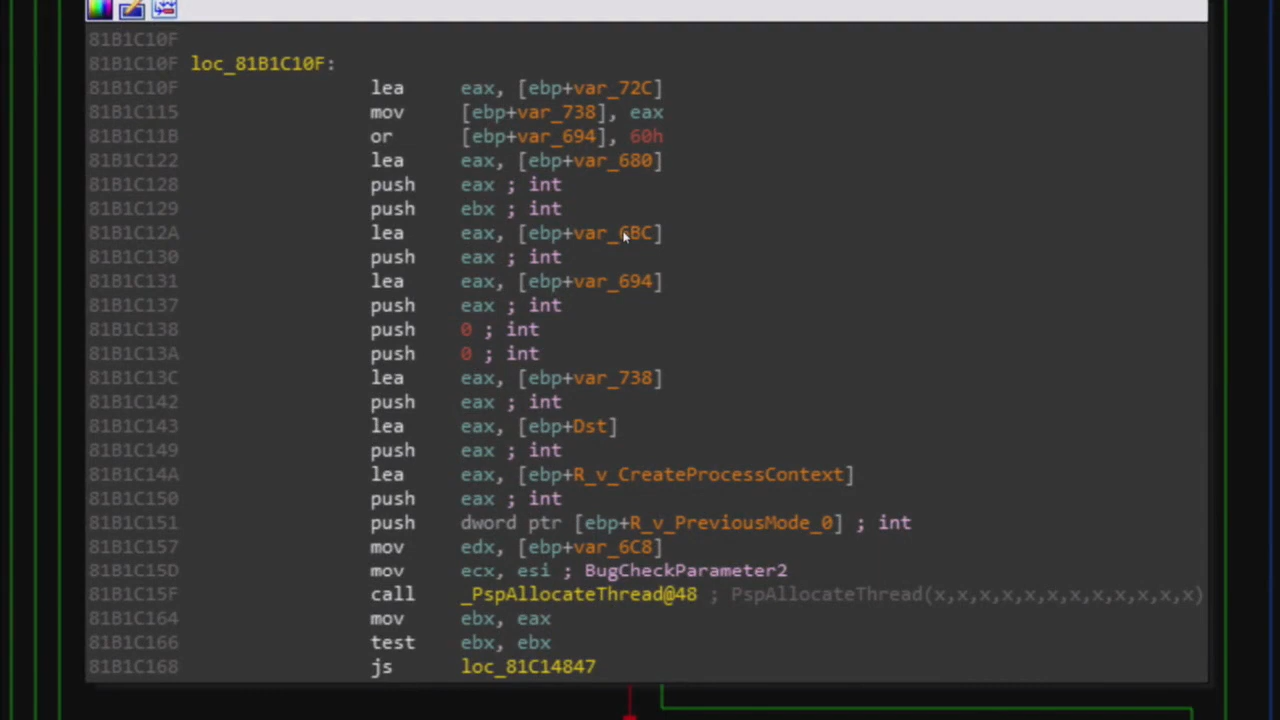 81B1C10F
81B1C10F loc_81B1C10F:
81B1C10F lea eax, [ebp+var_72C]
81B1C115 mov [ebp+var_738], eax
81B1C11B or [ebp+var_694], 60h
81B1C122 lea eax, [ebp+var_680]
81B1C128 push eax ; int
81B1C129 push ebx ; int
81B1C12A lea eax, [ebp+var_6BC]
81B1C130 push eax ; int
81B1C131 lea eax, [ebp+var_694]
81B1C137 push eax ; int
81B1C138 push 0 ; int
81B1C13A push 0 ; int
81B1C13C lea eax, [ebp+var_738]
81B1C142 push eax ; int
81B1C143 lea eax, [ebp+Dst]
81B1C149 push eax ; int
81B1C14A lea eax, [ebp+R_v_CreateProcessContext]
81B1C150 push eax ; int
81B1C151 push dword ptr [ebp+R_v_PreviousMode_0] ; int
81B1C157 mov edx, [ebp+var_6C8]
81B1C15D mov ecx, esi ; BugCheckParameter2
81B1C15F call _PspAllocateThread@48 ; PspAllocateThread(x,x,x,x,x,x,x,x,x,x,x,x)
81B1C164 mov ebx, eax
81B1C166 test ebx, ebx
81B1C168 js loc_81C14847